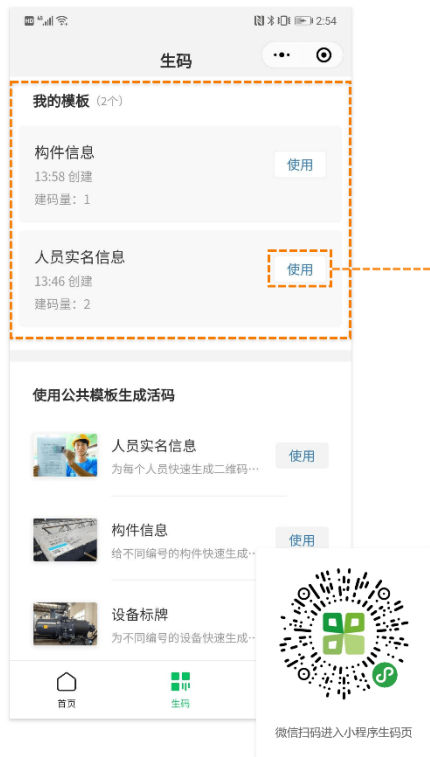 2:54
生码
我的模板（2个）
构件信息
13:58 创建
建码量：1
使用
人员实名信息
13:46 创建
建码量：2
使用
使用公共模板生成活码
人员实名信息
为每个人员快速生成二维码…
使用
构件信息
给不同编号的构件快速生成…
使用
设备标牌
为不同编号的设备快速生成…
首页
生码
微信扫码进入小程序生码页